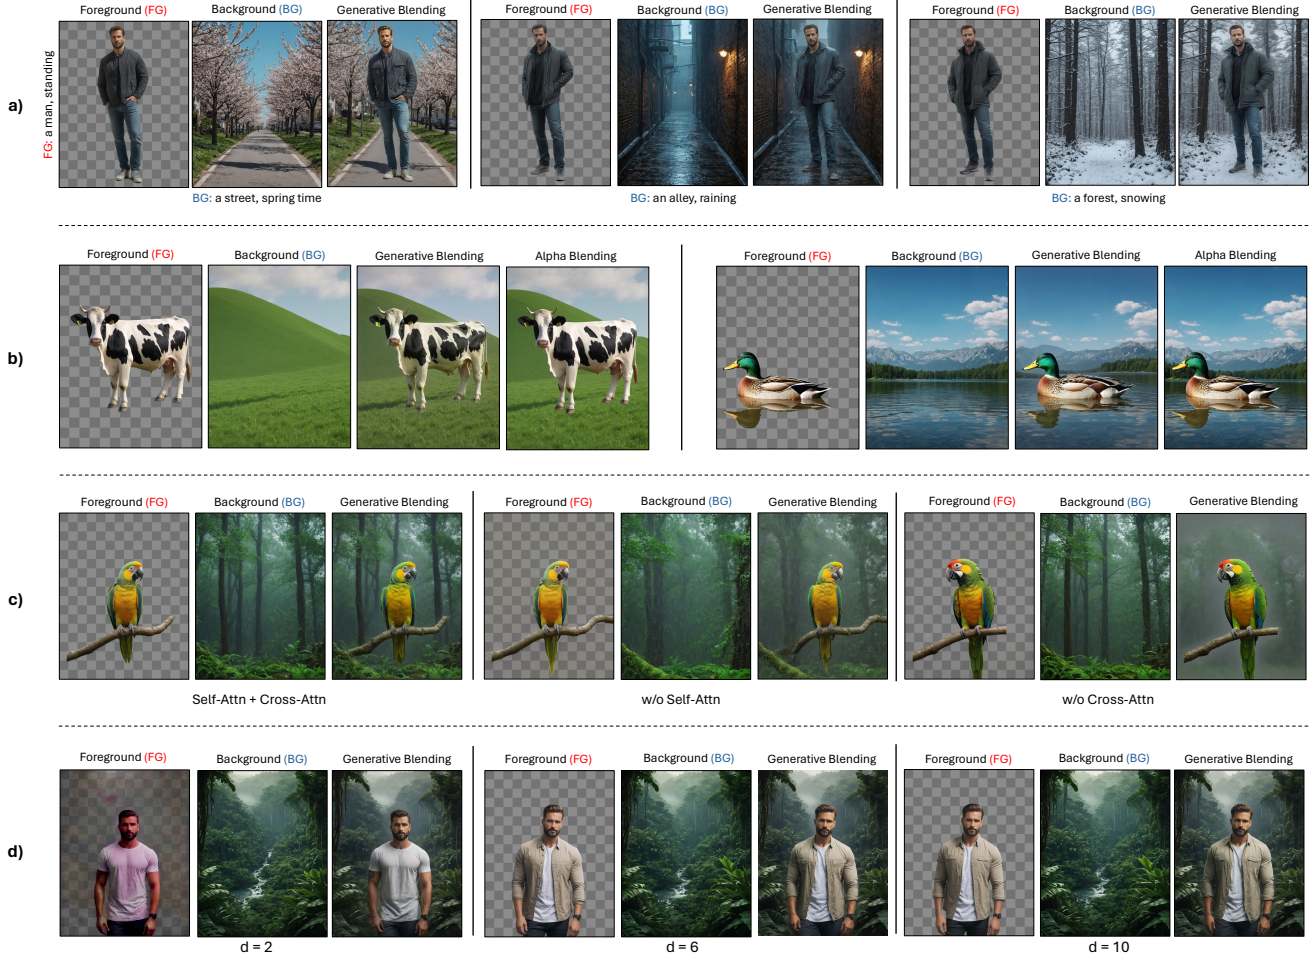 Foreground (FG) Background (BG) Generative Blending Foreground (FG) Background (BG) Generative Blending Foreground (FG) Background (BG) Generative Blending
a)
FG: a man, standing
BG: a street, spring time BG: an alley, raining BG: a forest, snowing
Foreground (FG) Background (BG) Generative Blending Alpha Blending Foreground (FG) Background (BG) Generative Blending Alpha Blending
b)
Foreground (FG) Background (BG) Generative Blending Foreground (FG) Background (BG) Generative Blending Foreground (FG) Background (BG) Generative Blending
c)
Self-Attn + Cross-Attn w/o Self-Attn w/o Cross-Attn
Foreground (FG) Background (BG) Generative Blending Foreground (FG) Background (BG) Generative Blending Foreground (FG) Background (BG) Generative Blending
d)
d = 2 d = 6 d = 10